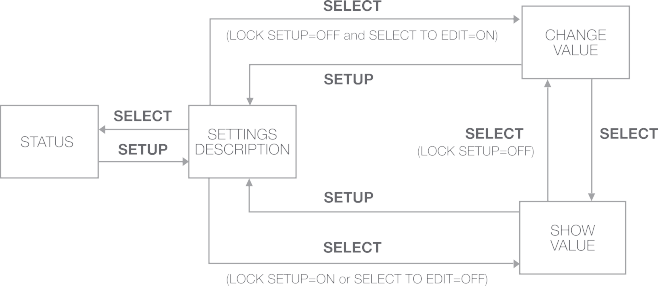 SELECT
(LOCK SETUP=OFF and SELECT TO EDIT=ON)
CHANGE
VALUE
SETUP
STATUS
SELECT
SETUP
SETTINGS
DESCRIPTION
SELECT
(LOCK SETUP=OFF)
SELECT
SETUP
SELECT
(LOCK SETUP=ON or SELECT TO EDIT=OFF)
SHOW
VALUE